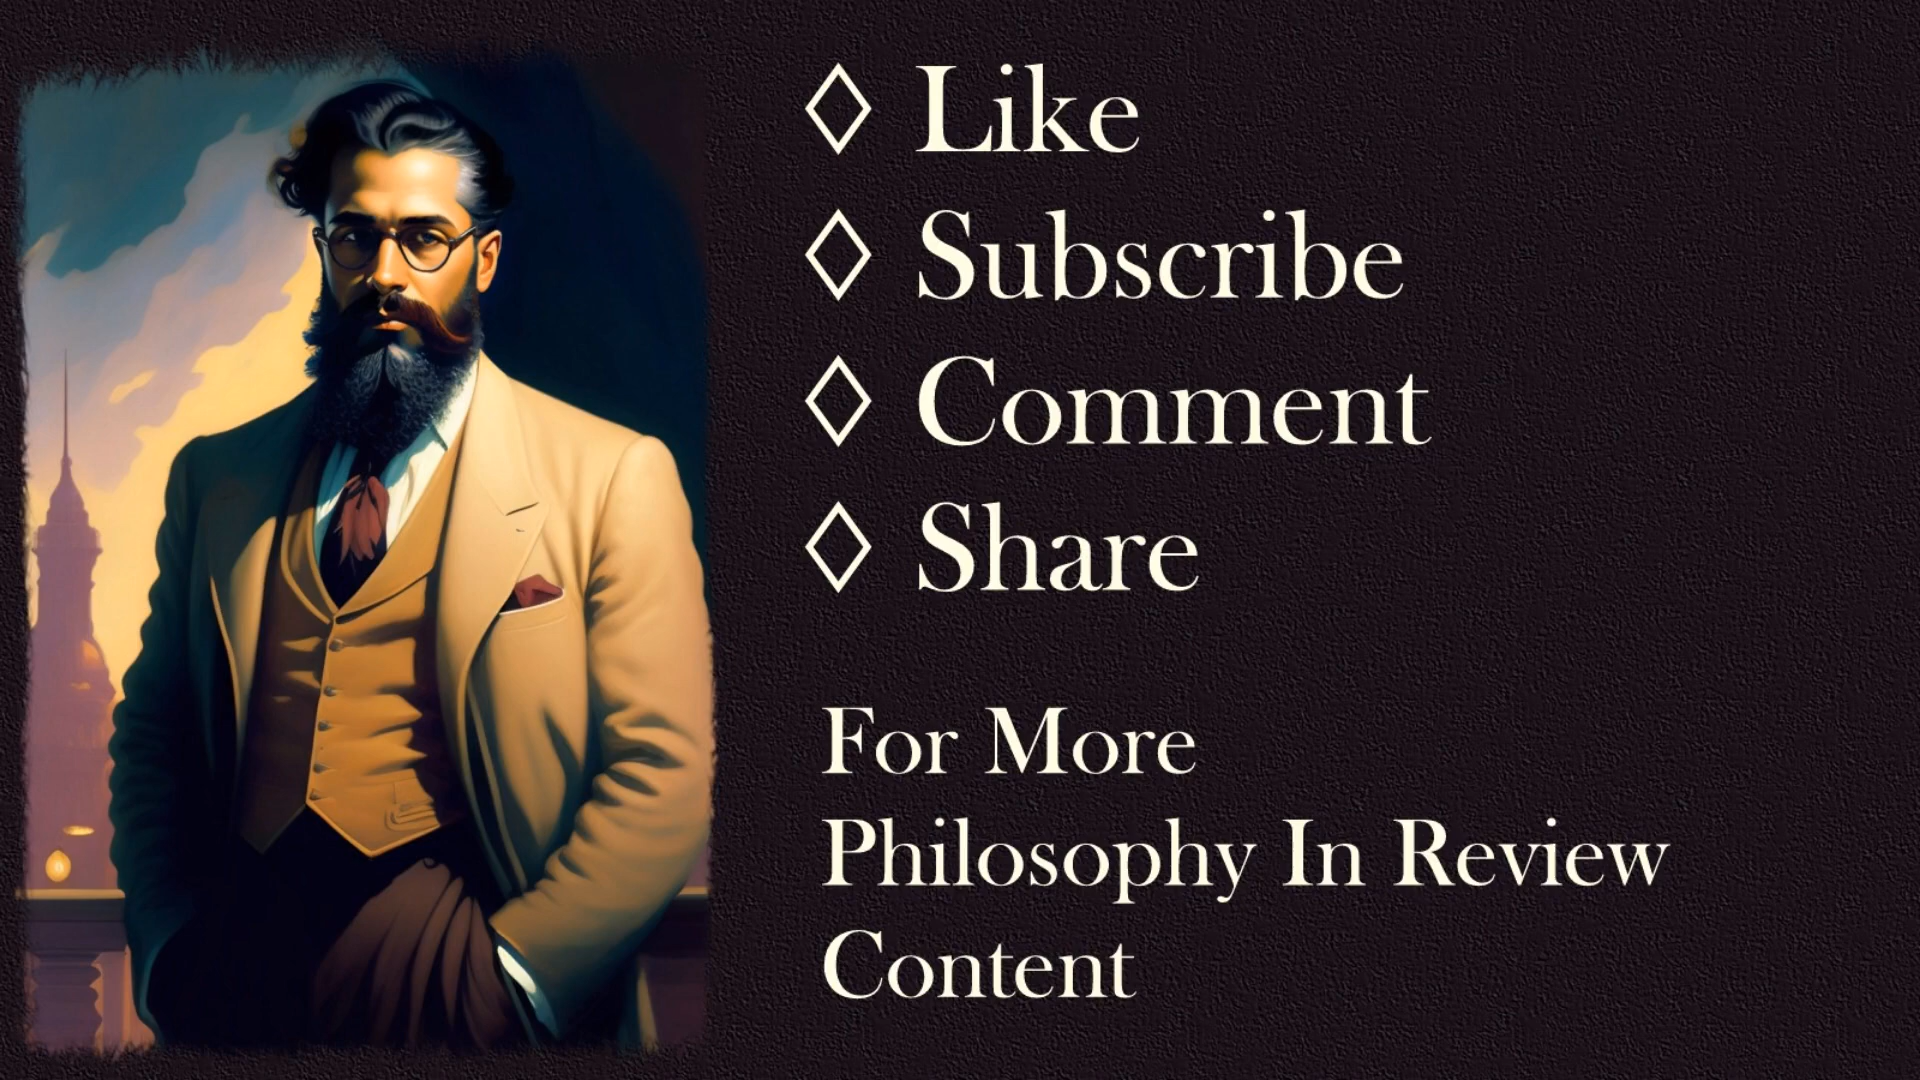 ◊ Like
◊ Subscribe
◊ Comment
◊ Share
For More
Philosophy In Review
Content